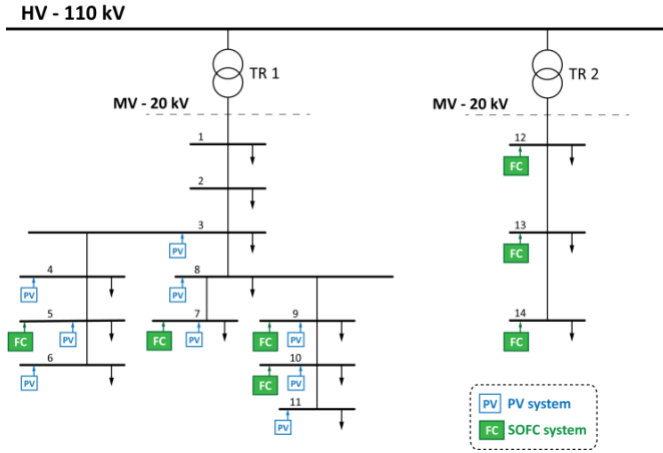 HV - 110 kV
TR 1
TR 2
MV - 20 kV
MV - 20 kV
1
12
FC
2
3
13
PV
FC
4
8
PV
PV
5
7
9
14
FC
PV
FC
PV
FC
PV
FC
6
10
PV
FC
PV
11
PV
PV PV system
FC SOFC system